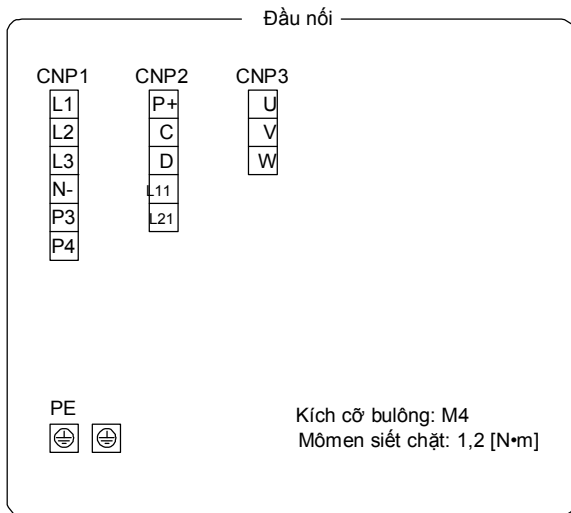 Đầu nối
CNP1 CNP2 CNP3
L1 P+ U
L2 C V
L3 D W
N- L11
P3 L21
P4
PE
Kích cỡ bulông: M4
Mômen siết chặt: 1,2 [N•m]